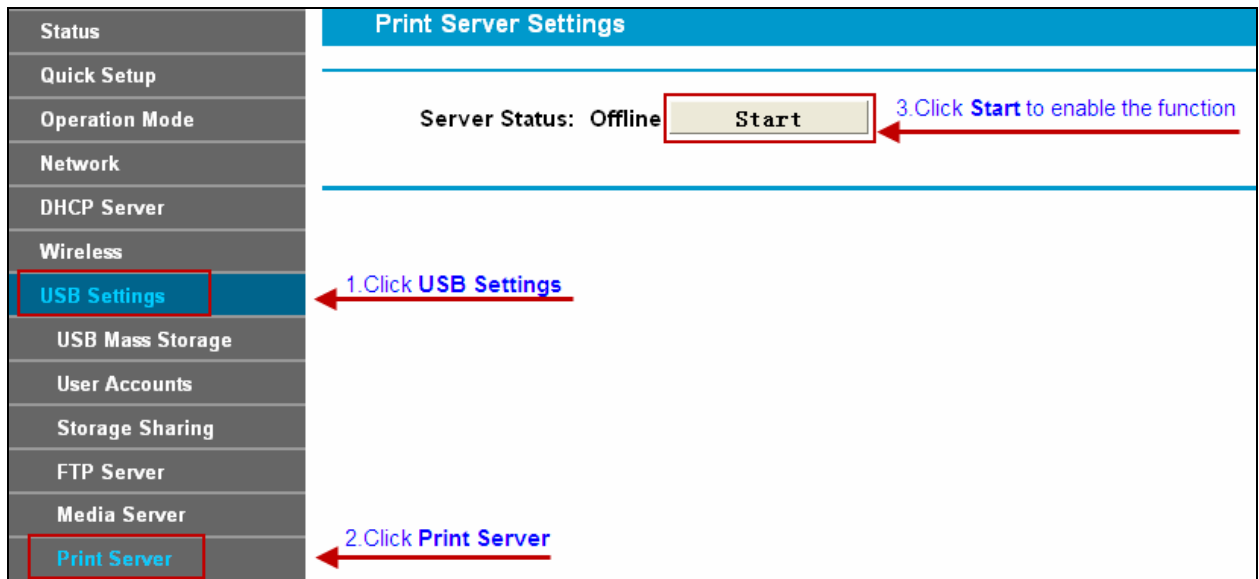 Status
Quick Setup
Operation Mode
Network
DHCP Server
Wireless
USB Settings
USB Mass Storage
User Accounts
Storage Sharing
FTP Server
Media Server
Print Server
Print Server Settings
Server Status: Offline Start
3.Click Start to enable the function
1.Click USB Settings
2.Click Print Server